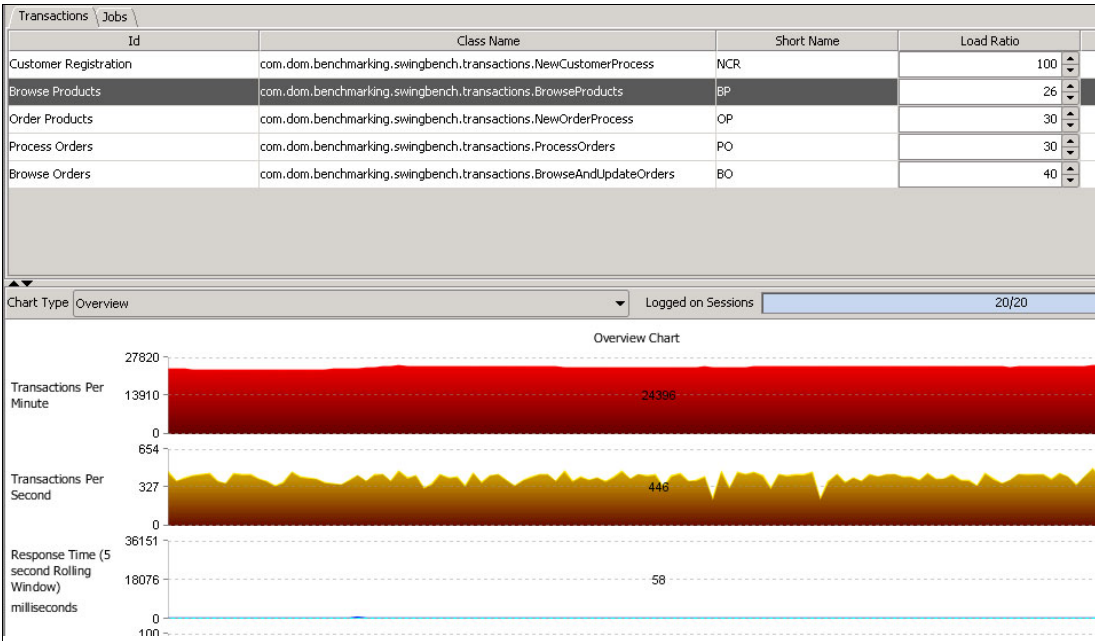 Transactions Jobs
Id Class Name Short Name Load Ratio
Customer Registration com.dom.benchmarking.swingbench.transactions.NewCustomerProcess NCR 100
Browse Products com.dom.benchmarking.swingbench.transactions.BrowseProducts BP 26
Order Products com.dom.benchmarking.swingbench.transactions.NewOrderProcess OP 30
Process Orders com.dom.benchmarking.swingbench.transactions.ProcessOrders PO 30
Browse Orders com.dom.benchmarking.swingbench.transactions.BrowseAndUpdateOrders BO 40
Chart Type Overview Logged on Sessions 20/20
Overview Chart
27820
Transactions Per
Minute
13910 24396
0
654
Transactions Per
Second
327 446
0
36151
Response Time (5
second Rolling
Window)
18076 58
milliseconds
0
100